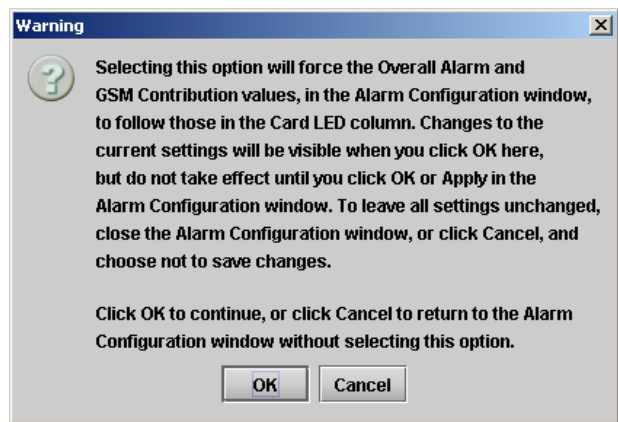 Warning
Selecting this option will force the Overall Alarm and
GSM Contribution values, in the Alarm Configuration window,
to follow those in the Card LED column. Changes to the
current settings will be visible when you click OK here,
but do not take effect until you click OK or Apply in the
Alarm Configuration window. To leave all settings unchanged,
close the Alarm Configuration window, or click Cancel, and
choose not to save changes.
Click OK to continue, or click Cancel to return to the Alarm
Configuration window without selecting this option.
OK Cancel